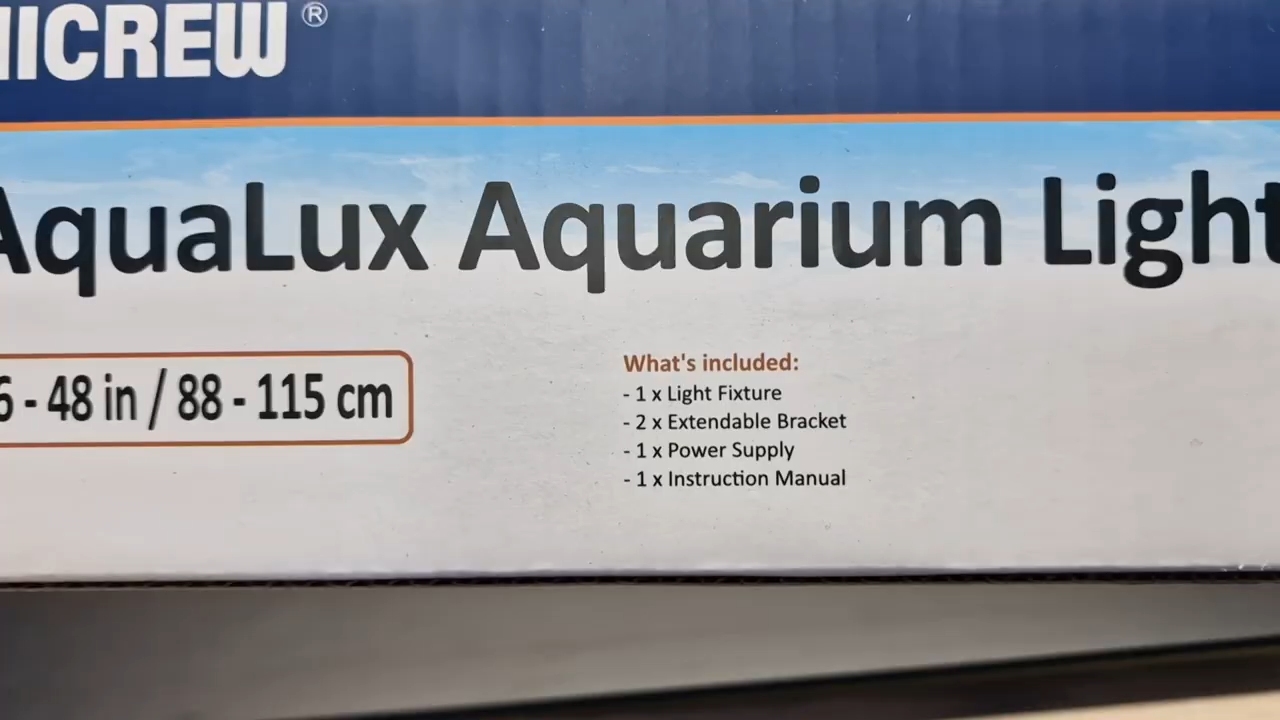 IICREW®
AquaLux Aquarium Light
6 - 48 in / 88 - 115 cm
What's included:
- 1 x Light Fixture
- 2 x Extendable Bracket
- 1 x Power Supply
- 1 x Instruction Manual